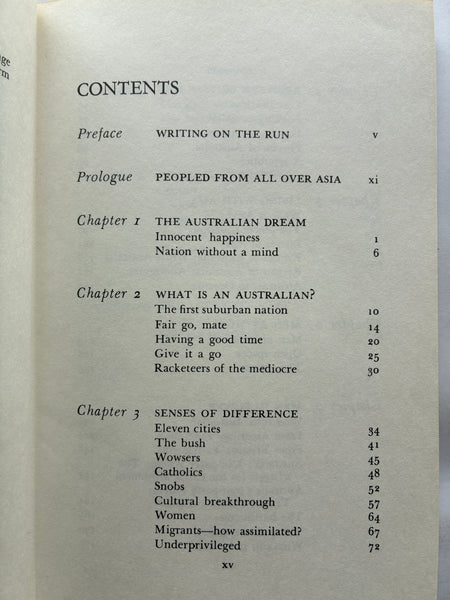 CONTENTS
Preface WRITING ON THE RUN v
Prologue PEOPLED FROM ALL OVER ASIA xi
Chapter 1 THE AUSTRALIAN DREAM
Innocent happiness 1
Nation without a mind 6
Chapter 2 WHAT IS AN AUSTRALIAN?
The first suburban nation 10
Fair go, mate 14
Having a good time 20
Give it a go 25
Racketeers of the mediocre 30
Chapter 3 SENSES OF DIFFERENCE
Eleven cities 34
The bush 41
Wowsers 45
Catholics 48
Snobs 52
Cultural breakthrough 57
Women 64
Migrants—how assimilated? 67
Underprivileged 72
xv